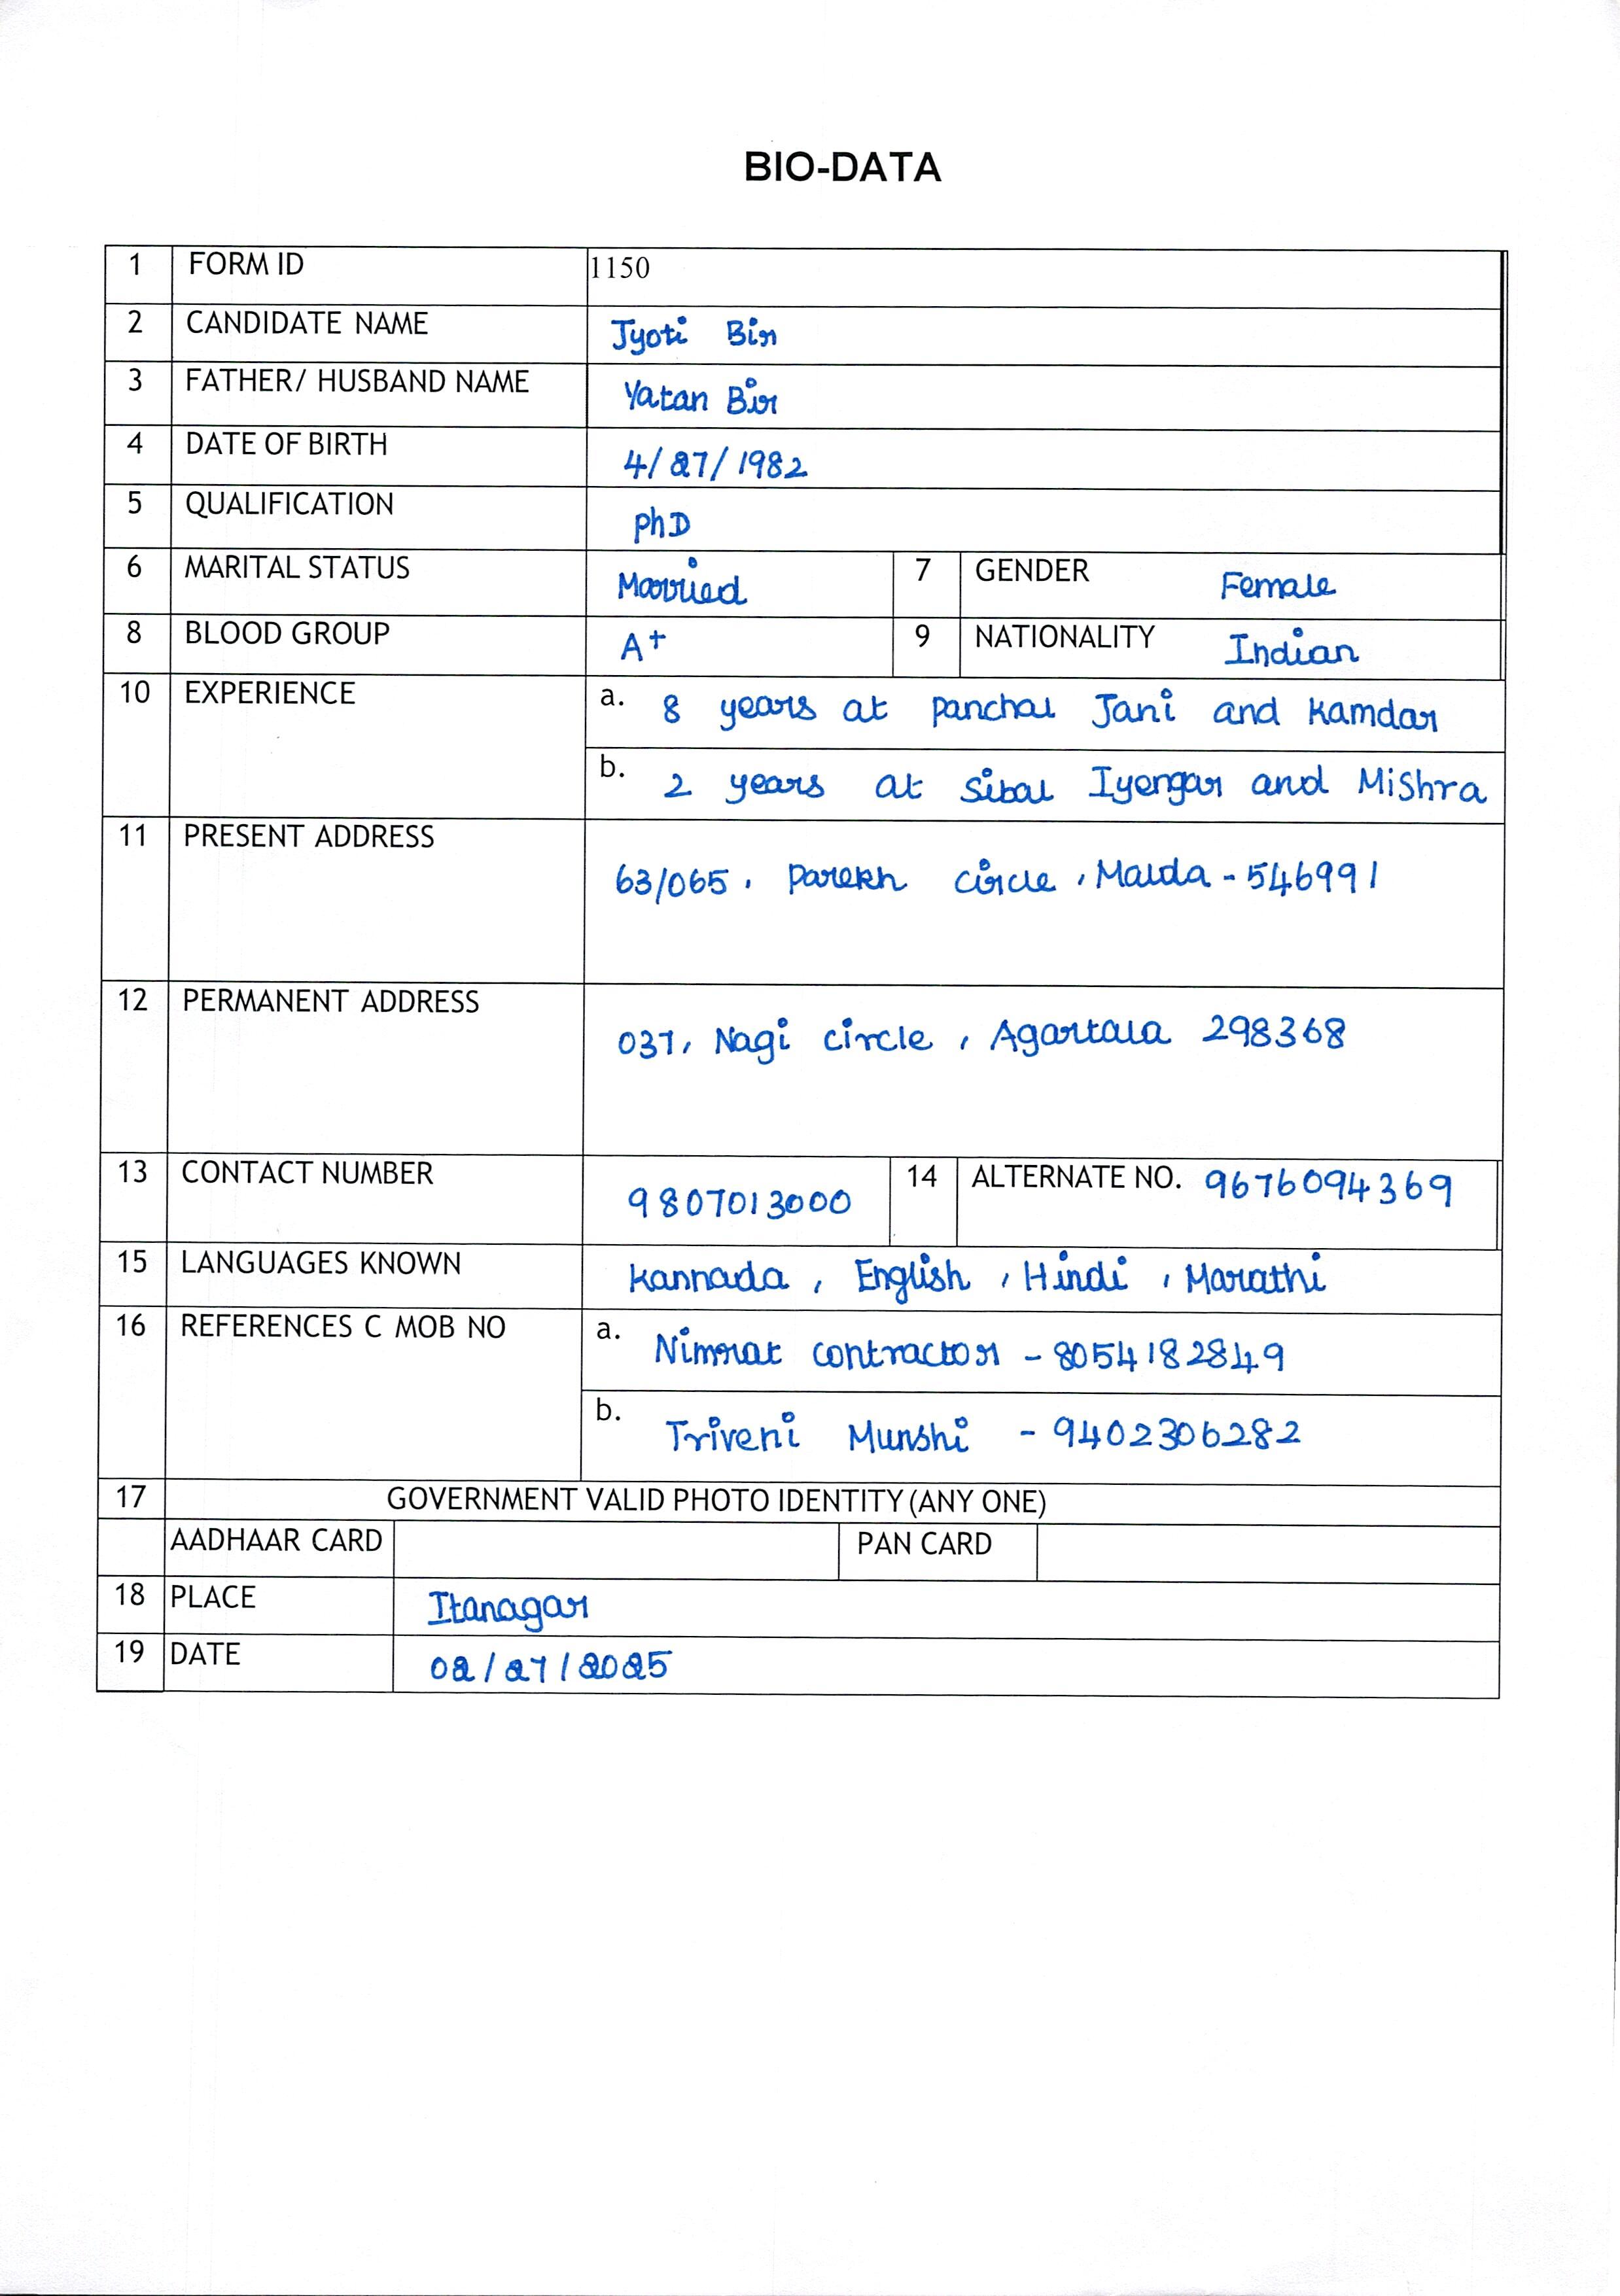 BIO-DATA
1 FORM ID 1150
2 CANDIDATE NAME Jyoti Bir
3 FATHER/ HUSBAND NAME Yatan Bir
4 DATE OF BIRTH 4/27/1982
5 QUALIFICATION PhD
6 MARITAL STATUS Married 7 GENDER Female
8 BLOOD GROUP A+ 9 NATIONALITY Indian
10 EXPERIENCE a. 8 years at Panchal Jani and Kamdar
b. 2 years at Sibal Iyengar and Mishra
11 PRESENT ADDRESS
63/065, Parekh circle, Malda - 546991
12 PERMANENT ADDRESS
037, Nagi circle, Agartala 298368
13 CONTACT NUMBER 9807013000 14 ALTERNATE NO. 9676094369
15 LANGUAGES KNOWN Kannada, English, Hindi, Marathi
16 REFERENCES C MOB NO a. Nimrat contractor - 8054182849
b. Triveni Munshi - 9402306282
17 GOVERNMENT VALID PHOTO IDENTITY (ANY ONE)
AADHAAR CARD PAN CARD
18 PLACE Itanagar
19 DATE 02/27/2025